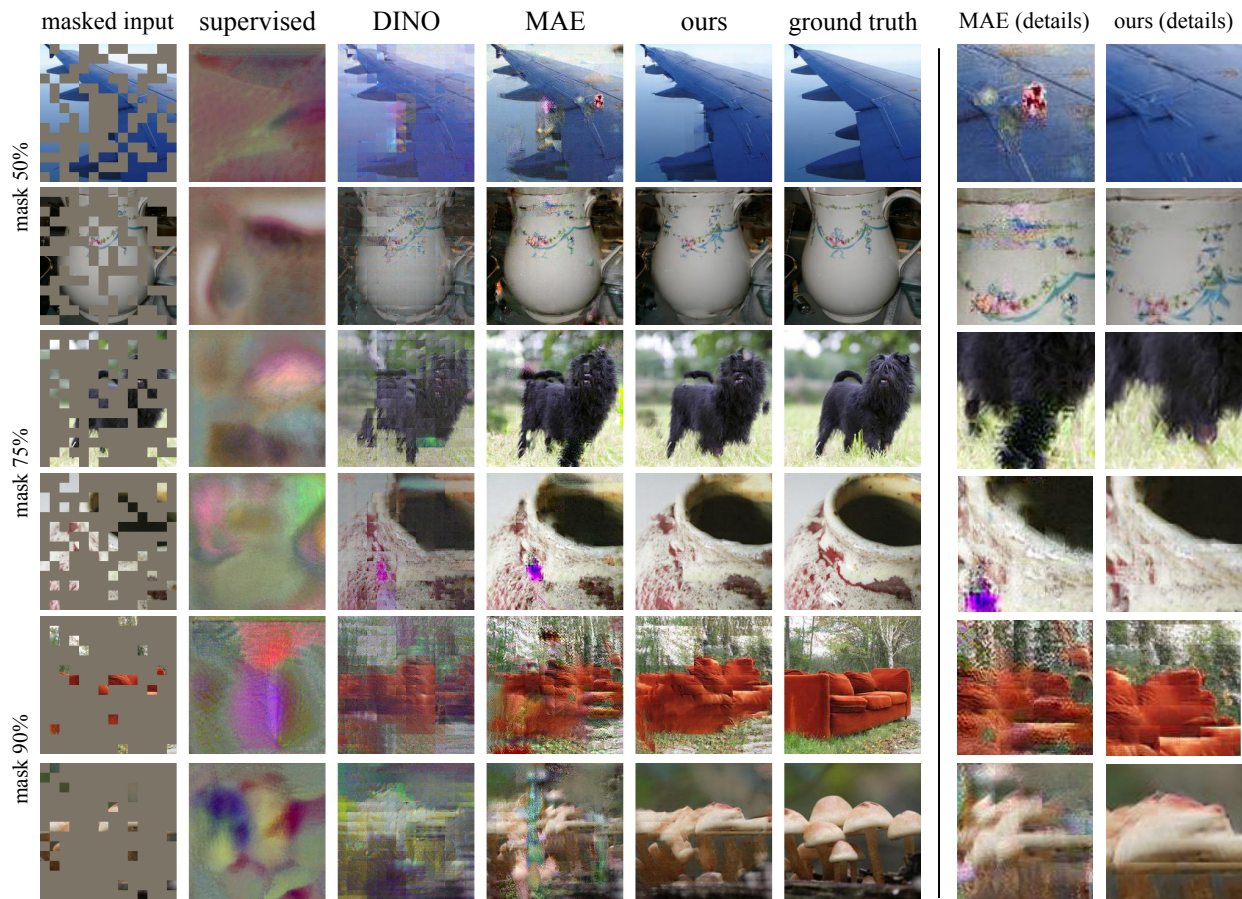 masked input supervised DINO MAE ours ground truth MAE (details) ours (details)
mask 50%
mask 75%
mask 90%